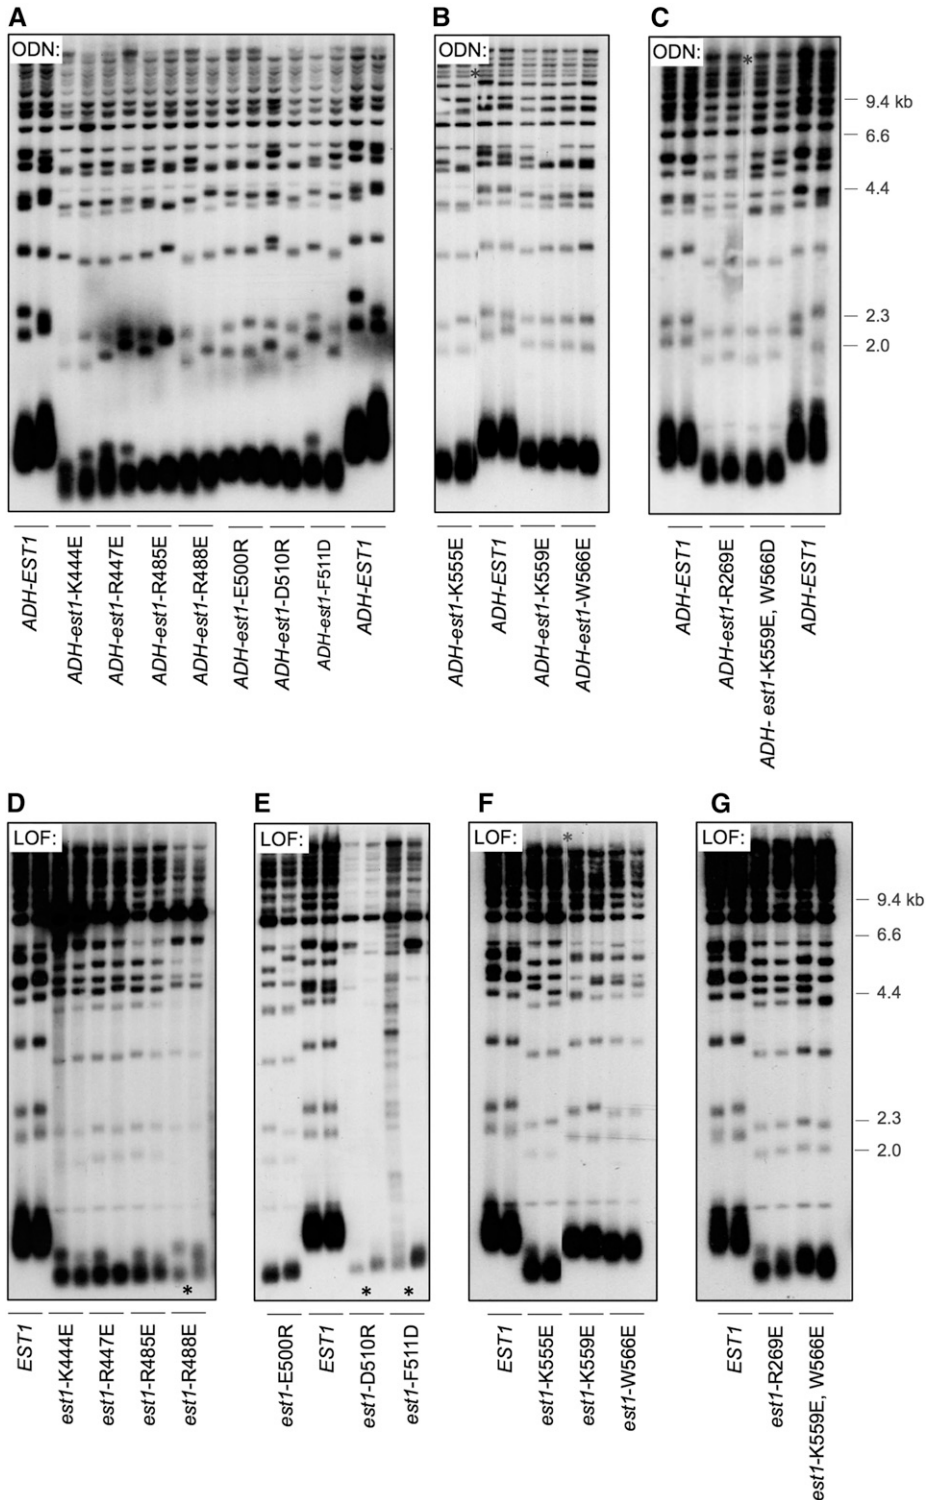 A
B
C
ODN:
ODN:
ODN:
*
*
9.4 kb
6.6
4.4
2.3
2.0
ADH-EST1
ADH-est1-K444E
ADH-est1-R447E
ADH-est1-R485E
ADH-est1-R488E
ADH-est1-E500R
ADH-est1-D510R
ADH-est1-F511D
ADH-EST1
ADH-est1-K555E
ADH-EST1
ADH-est1-K559E
ADH-est1-W566E
ADH-EST1
ADH-est1-R269E
ADH- est1-K559E, W566D
ADH-EST1
D
E
F
G
LOF:
LOF:
LOF:
LOF:
*
9.4 kb
6.6
4.4
2.3
2.0
*
*
*
EST1
est1-K444E
est1-R447E
est1-R485E
est1-R488E
est1-E500R
EST1
est1-D510R
est1-F511D
EST1
est1-K555E
est1-K559E
est1-W566E
EST1
est1-R269E
est1-K559E, W566E